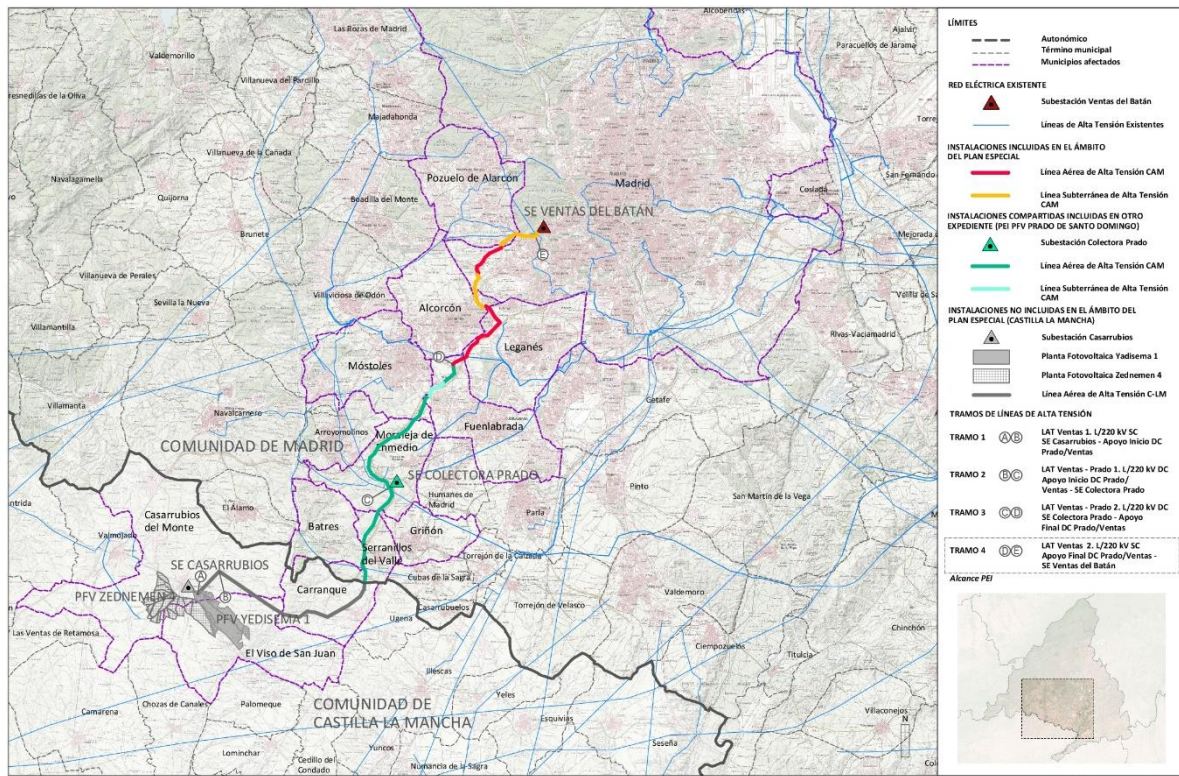 Alcobendas
Las Rozas de Madrid
Ajalvir
Paracuellos de Jarama
Valdemorillo
Villanueva del Pardillo
Fresnedillas de la Oliva
Majadahonda
Villanueva de la Cañada
Navalagamella
Pozuelo de Alarcón
Madrid
San Fernando
Coslada
Quijorna
Boadilla del Monte
SE VENTAS DEL BATÁN
Brunete
Mejorada
E
Villanueva de Perales
Villaviciosa de Odón
Sevilla la Nueva
Alcorcón
Villamantilla
Rivas-Vaciamadrid
Leganés
D
Móstoles
Getafe
Villamanta
Navalcarnero
Arroyomolinos
Fuenlabrada
COMUNIDAD DE MADRID
Moraleja de
Enmedio
SE COLECTORA PRADO
Pinto
C
San Martín de la Vega
Humanes de
Madrid
Casarrubios
del Monte
El Álamo
Parla
Batres
Griñón
Valmojado
Serranillos
del Valle
Torrejón de la Calzada
SE CASARRUBIOS
Cubas de la Sagra
A
Carranque
Valdemoro
PFV ZEDNEMEN 4
B
Casarrubuelos
Torrejón de Velasco
PFV YEDISEMA 1
Ugena
Las Ventas de Retamosa
Chinchón
El Viso de San Juan
Ciempozuelos
Titulcia
Illescas
Chozas de Canales
Palomeque
Yeles
Camarena
COMUNIDAD DE
CASTILLA LA MANCHA
Villaconejos
Esquivias
N
Seseña
Lominchar
Yuncos
Cedillo del
Condado
Numancia de la Sagra
LÍMITES
Autonómico
Término municipal
Municipios afectados
RED ELÉCTRICA EXISTENTE
Subestación Ventas del Batán
Líneas de Alta Tensión Existentes
INSTALACIONES INCLUIDAS EN EL ÁMBITO
DEL PLAN ESPECIAL
Línea Aérea de Alta Tensión CAM
Línea Subterránea de Alta Tensión
CAM
INSTALACIONES COMPARTIDAS INCLUIDAS EN OTRO
EXPEDIENTE (PEI PFV PRADO DE SANTO DOMINGO)
Subestación Colectora Prado
Línea Aérea de Alta Tensión CAM
Línea Subterránea de Alta Tensión
CAM
INSTALACIONES NO INCLUIDAS EN EL ÁMBITO DEL
PLAN ESPECIAL (CASTILLA LA MANCHA)
Subestación Casarrubios
Planta Fotovoltaica Yadisema 1
Planta Fotovoltaica Zednemen 4
Línea Aérea de Alta Tensión C-LM
TRAMOS DE LÍNEAS DE ALTA TENSIÓN
TRAMO 1 A B LAT Ventas 1. L/220 kV SC
SE Casarrubios - Apoyo Inicio DC
Prado/Ventas
TRAMO 2 B C LAT Ventas - Prado 1. L/220 kV DC
Apoyo Inicio DC Prado/
Ventas - SE Colectora Prado
TRAMO 3 C D LAT Ventas - Prado 2. L/220 kV DC
SE Colectora Prado - Apoyo
Final DC Prado/Ventas
TRAMO 4 D E LAT Ventas 2. L/220 kV SC
Apoyo Final DC Prado/Ventas -
SE Ventas del Batán
Alcance PEI